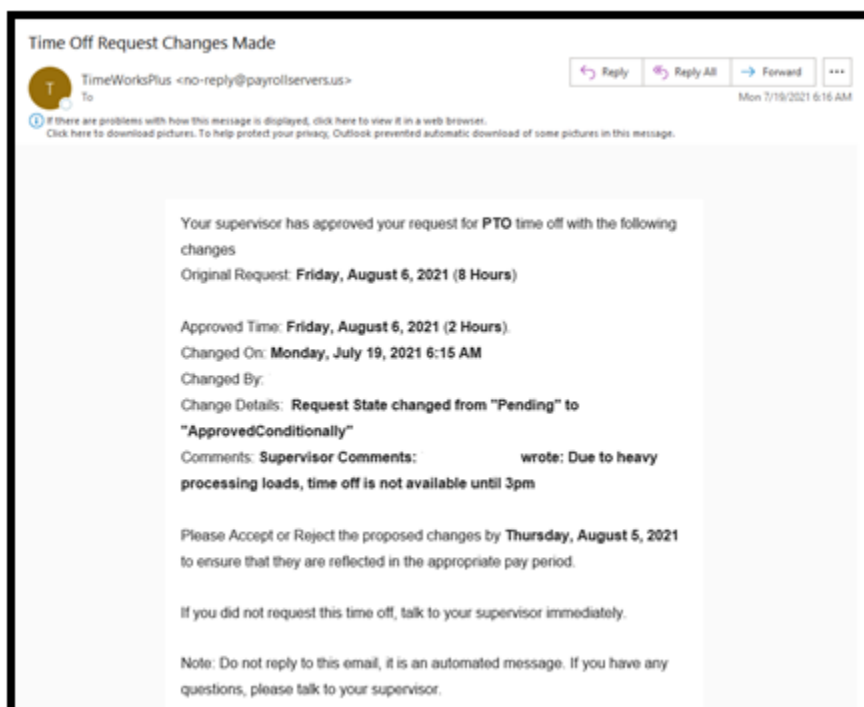 Time Off Request Changes Made
T
TimeWorksPlus <no-reply@payrollservers.us>
To
Reply
Reply All
Forward
...
Mon 7/19/2021 6:16 AM
If there are problems with how this message is displayed, click here to view it in a web browser.
Click here to download pictures. To help protect your privacy, Outlook prevented automatic download of some pictures in this message.
Your supervisor has approved your request for PTO time off with the following
changes
Original Request: Friday, August 6, 2021 (8 Hours)
Approved Time: Friday, August 6, 2021 (2 Hours).
Changed On: Monday, July 19, 2021 6:15 AM
Changed By:
Change Details: Request State changed from "Pending" to
"ApprovedConditionally"
Comments: Supervisor Comments: wrote: Due to heavy
processing loads, time off is not available until 3pm
Please Accept or Reject the proposed changes by Thursday, August 5, 2021
to ensure that they are reflected in the appropriate pay period.
If you did not request this time off, talk to your supervisor immediately.
Note: Do not reply to this email, it is an automated message. If you have any
questions, please talk to your supervisor.